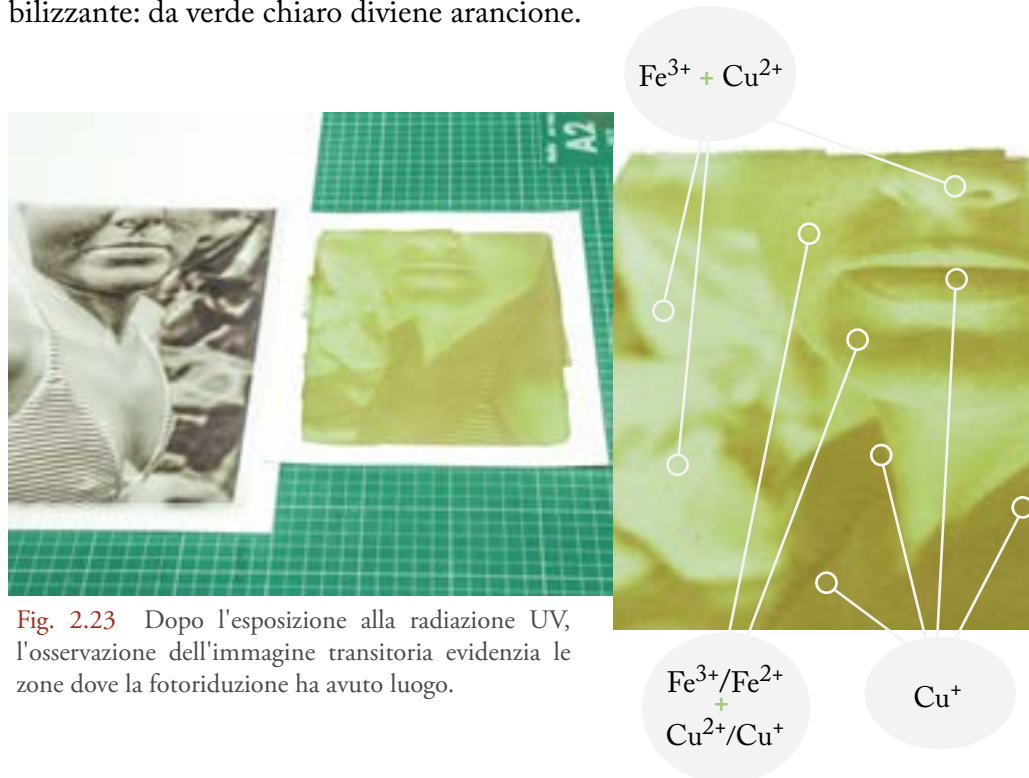 bilizzante: da verde chiaro diviene arancione.
Fe³⁺ + Cu²⁺
A2
Fig. 2.23 Dopo l'esposizione alla radiazione UV,
l'osservazione dell'immagine transitoria evidenzia le
zone dove la fotoriduzione ha avuto luogo.
Fe³⁺/Fe²⁺
+
Cu²⁺/Cu⁺
Cu⁺